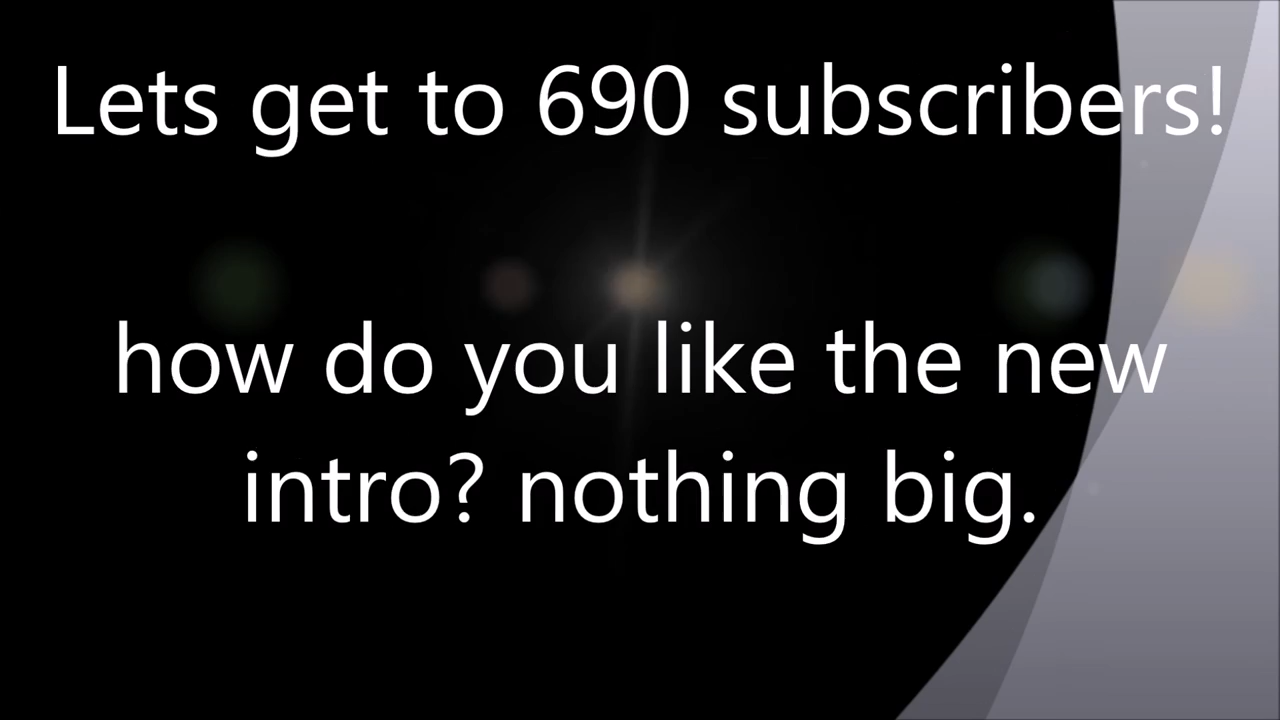 Lets get to 690 subscribers!
how do you like the new
intro? nothing big.